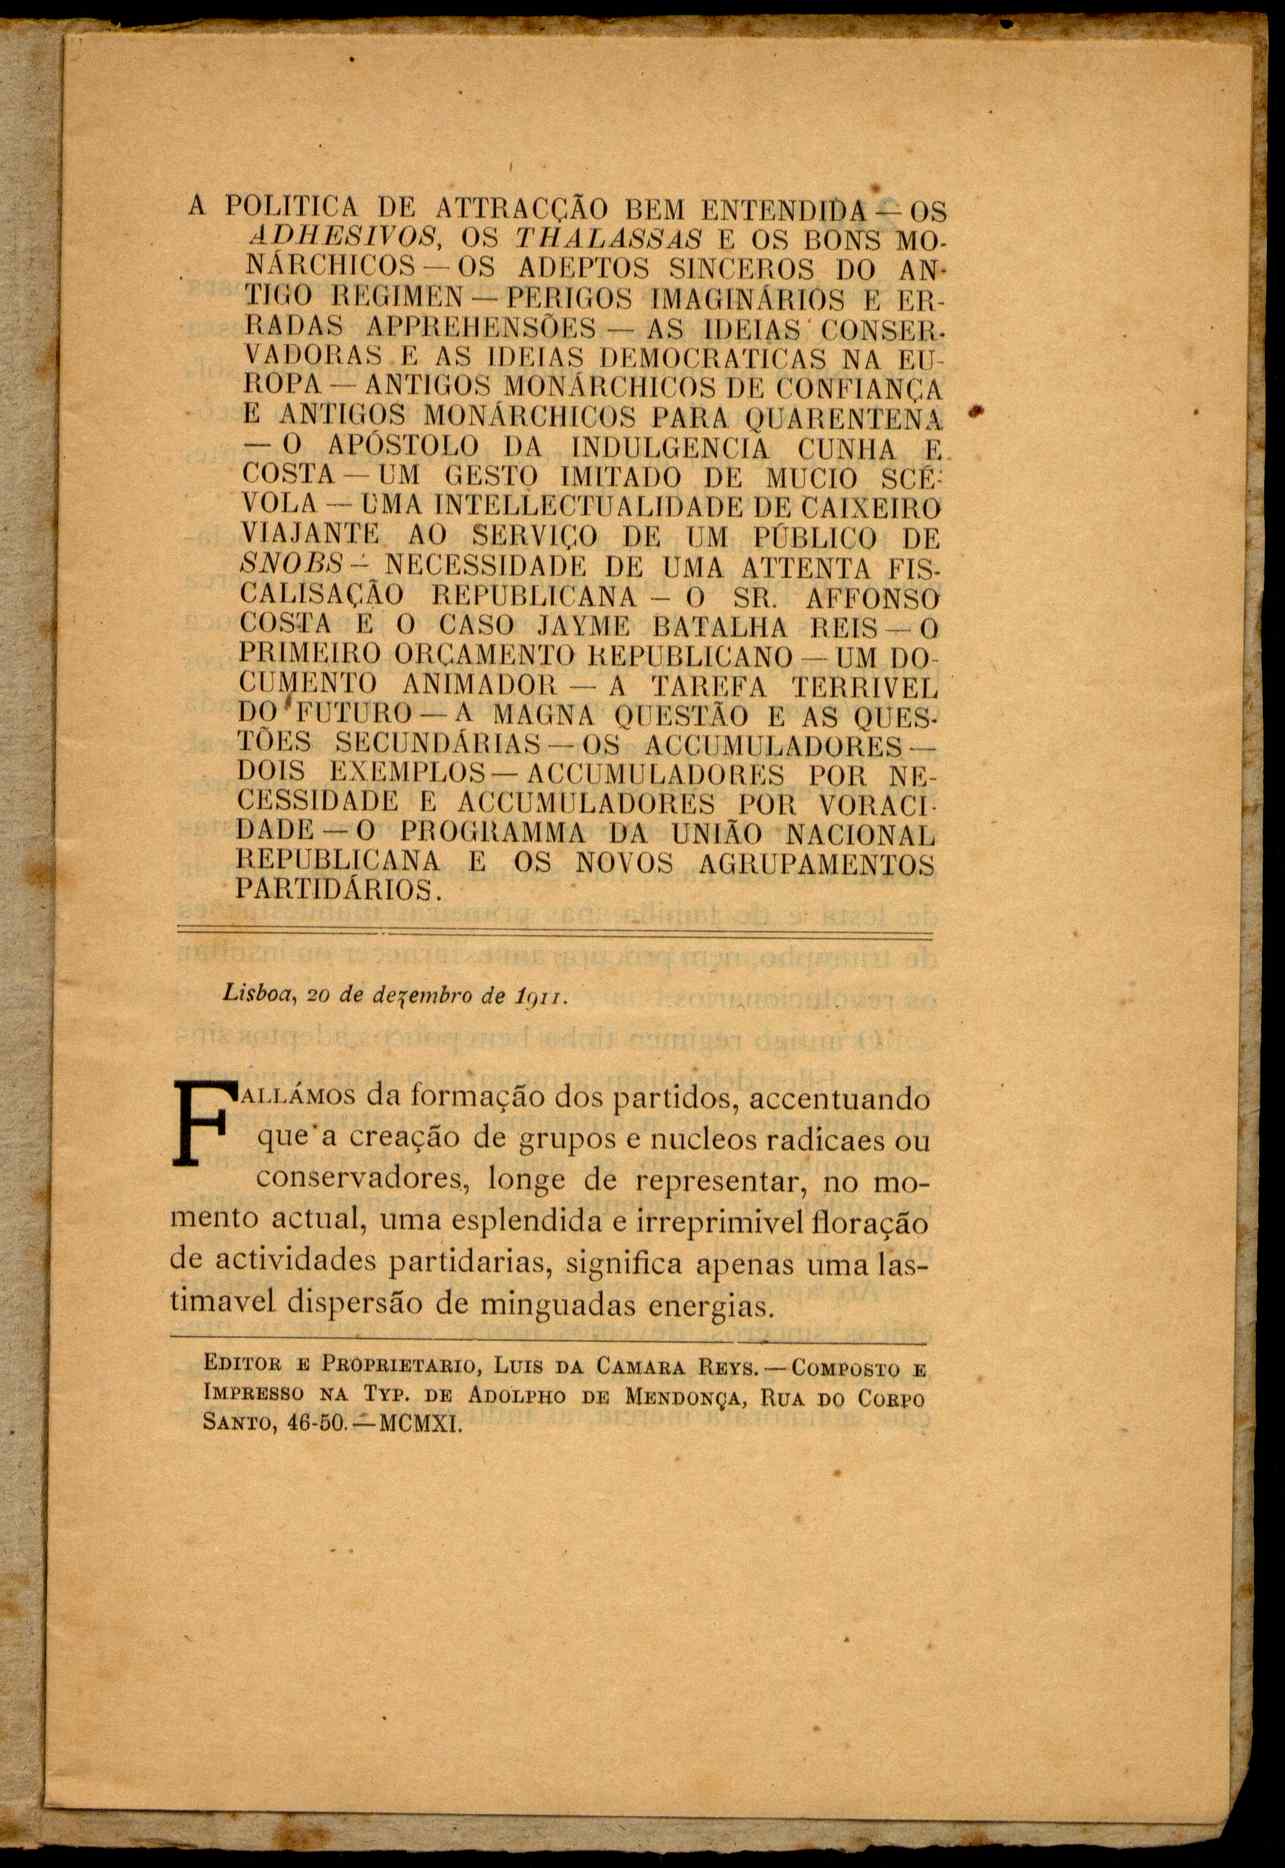 A POLITICA DE ATTRACÇÃO BEM ENTENDIDA — OS
ADHESIVOS, OS THALASSAS E OS BONS MO-
NÁRCHICOS — OS ADEPTOS SINCEROS DO AN-
TIGO REGIMEN — PERIGOS IMAGINÁRIOS E ER-
RADAS APPREHENSÕES — AS IDEIAS CONSER-
VADORAS E AS IDEIAS DEMOCRATICAS NA EU-
ROPA — ANTIGOS MONÁRCHICOS DE CONFIANÇA
E ANTIGOS MONÁRCHICOS PARA QUARENTENA
— O APÓSTOLO DA INDULGENCIA CUNHA E
COSTA — UM GESTO IMITADO DE MUCIO SCÉ-
VOLA — UMA INTELLECTUALIDADE DE CAIXEIRO
VIAJANTE AO SERVIÇO DE UM PÚBLICO DE
SNOBS — NECESSIDADE DE UMA ATTENTA FIS-
CALISAÇÃO REPUBLICANA — O SR. AFFONSO
COSTA E O CASO JAYME BATALHA REIS — O
PRIMEIRO ORÇAMENTO REPUBLICANO — UM DO-
CUMENTO ANIMADOR — A TAREFA TERRIVEL
DO FUTURO — A MAGNA QUESTÃO E AS QUES-
TÕES SECUNDÁRIAS — OS ACCUMULADORES —
DOIS EXEMPLOS — ACCUMULADORES POR NE-
CESSIDADE E ACCUMULADORES POR VORACI-
DADE — O PROGRAMMA DA UNIÃO NACIONAL
REPUBLICANA E OS NOVOS AGRUPAMENTOS
PARTIDÁRIOS.
Lisboa, 20 de dezembro de 1911.
FALLÁMOS da formação dos partidos, accentuando
que a creação de grupos e nucleos radicaes ou
conservadores, longe de representar, no mo-
mento actual, uma esplendida e irreprimivel floração
de actividades partidarias, significa apenas uma las-
timavel dispersão de minguadas energias.
EDITOR E PROPRIETARIO, LUIS DA CAMARA REYS. — COMPOSTO E
IMPRESSO NA TYP. DE ADOLPHO DE MENDONÇA, RUA DO CORPO
SANTO, 46-50. — MCMXI.